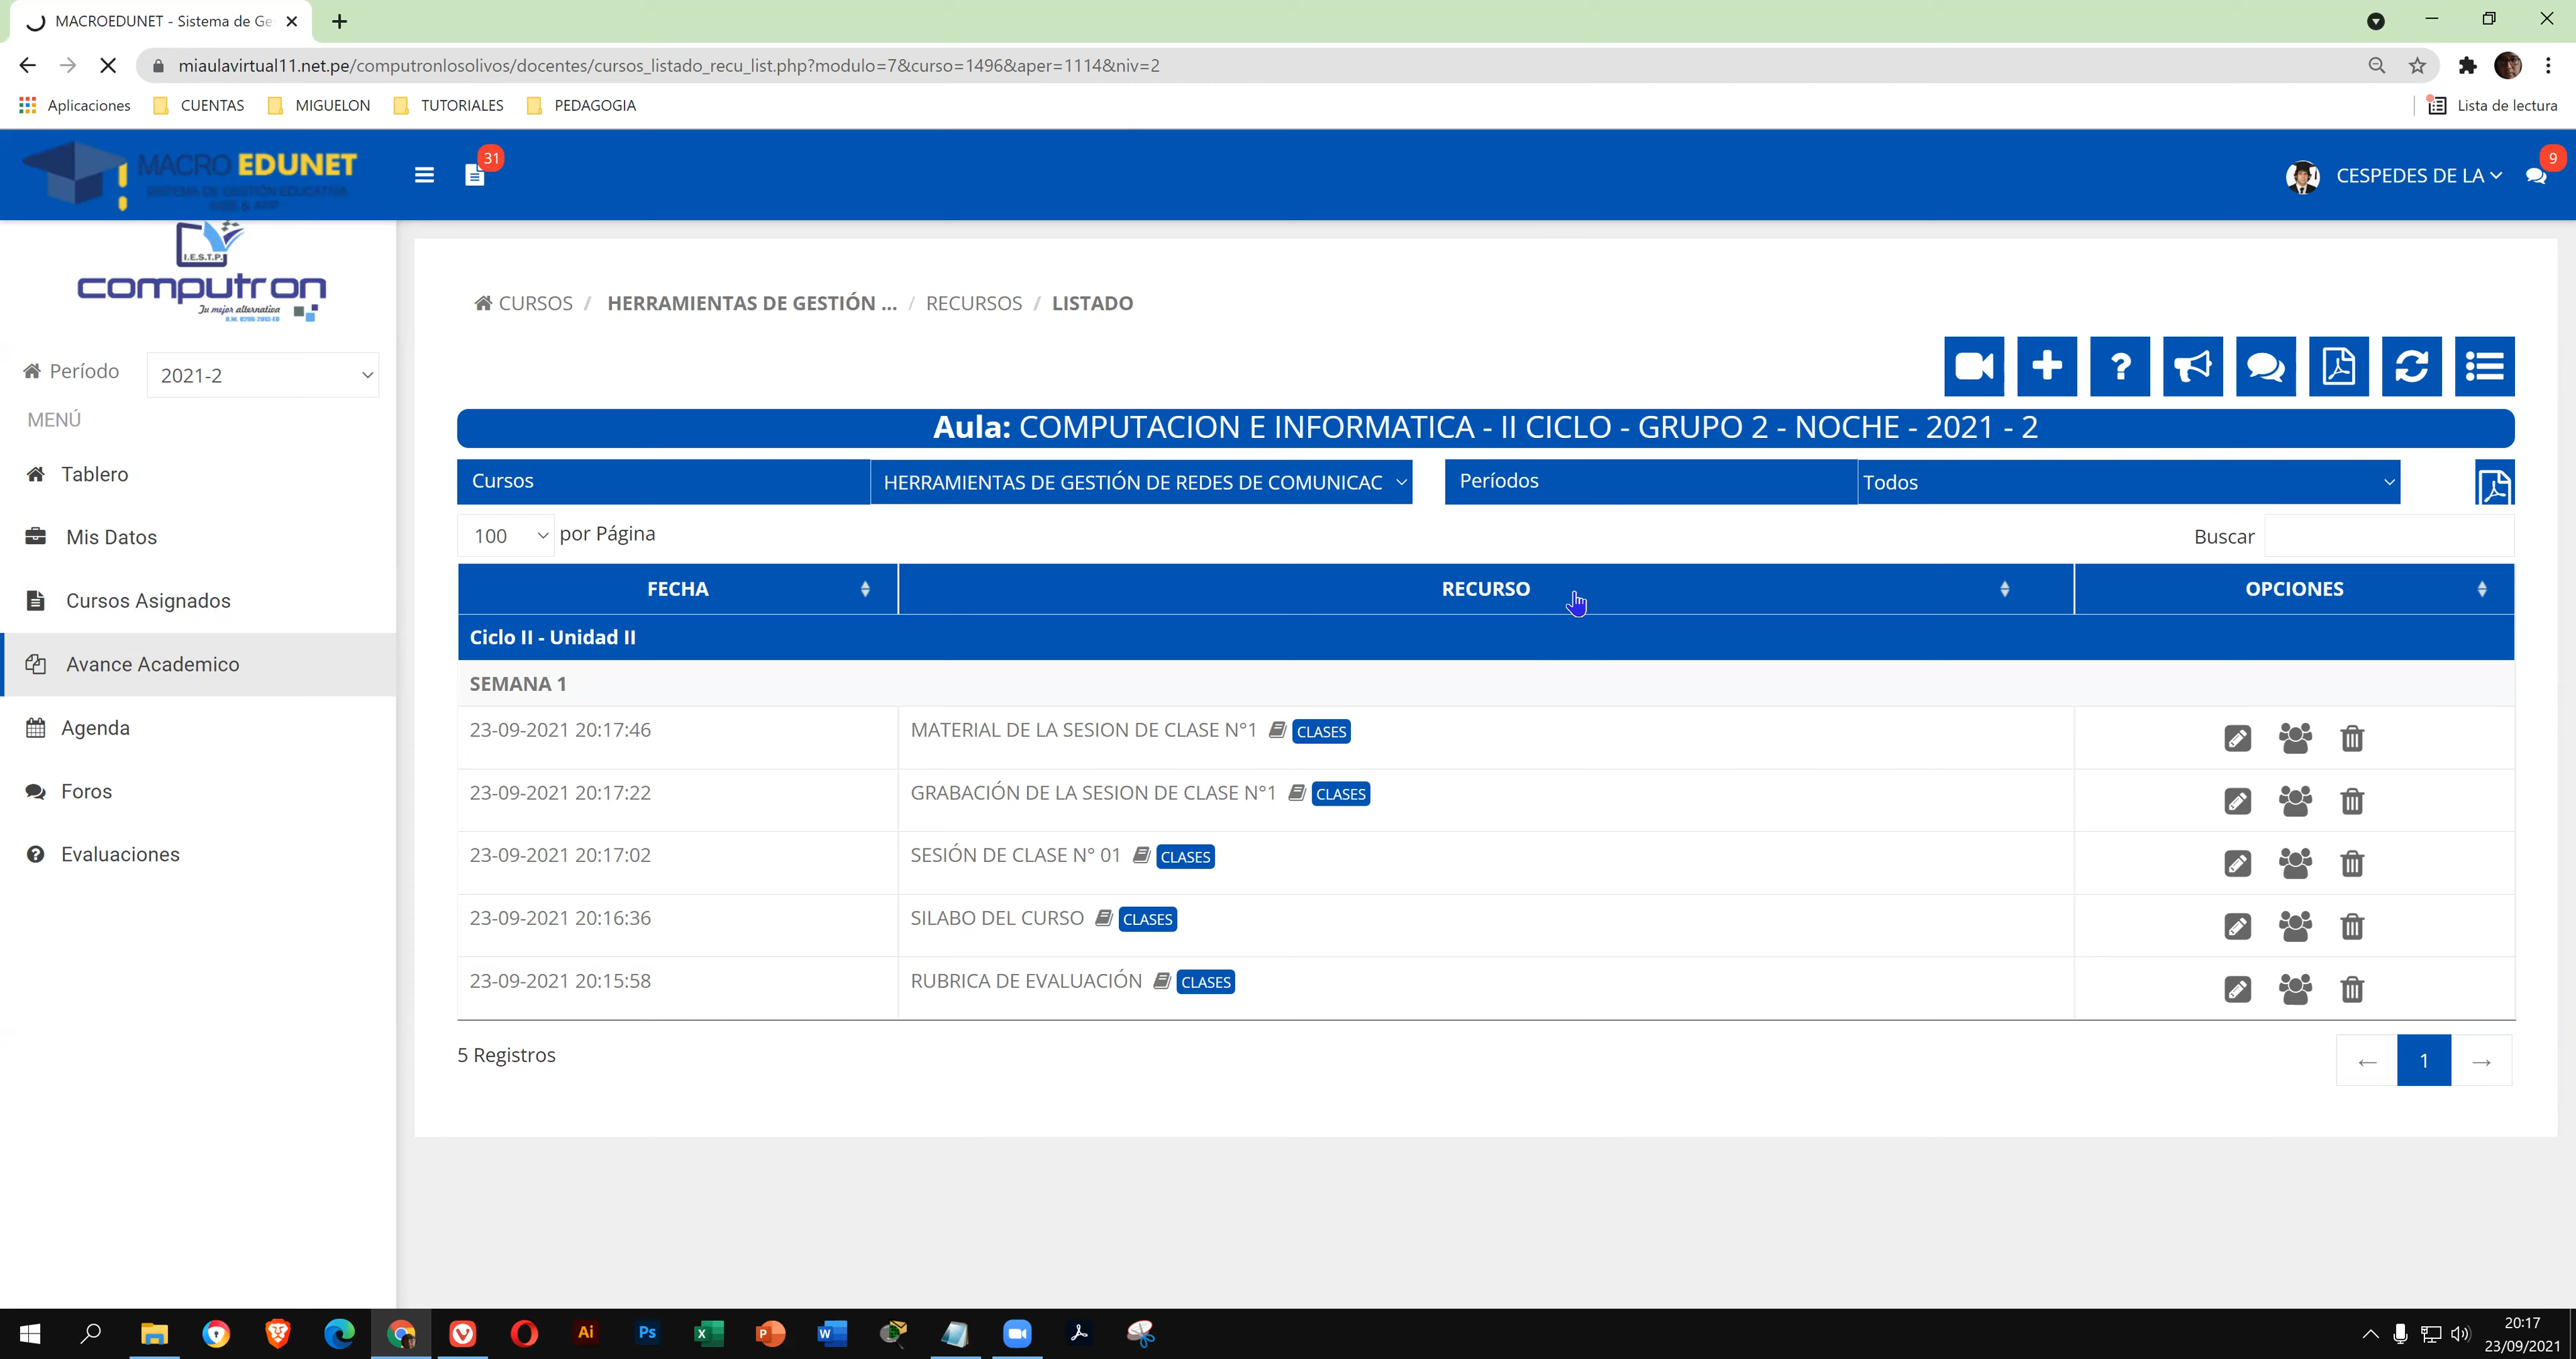 MACROEDUNET - Sistema de Ge
miaulavirtual11.net.pe/computronlosolivos/docentes/cursos_listado_recu_list.php?modulo=7&curso=1496&aper=1114&niv=2
Aplicaciones
CUENTAS
MIGUELON
TUTORIALES
PEDAGOGIA
Lista de lectura
MACRO EDUNET
SISTEMA DE GESTIÓN EDUCATIVA
WEB & APP
31
CESPEDES DE LA
9
I.E.S.T.P.
computron
Tu mejor alternativa
Período
2021-2
MENÚ
Tablero
Mis Datos
Cursos Asignados
Avance Academico
Agenda
Foros
Evaluaciones
CURSOS / HERRAMIENTAS DE GESTIÓN ... / RECURSOS / LISTADO
Aula: COMPUTACION E INFORMATICA - II CICLO - GRUPO 2 - NOCHE - 2021 - 2
Cursos HERRAMIENTAS DE GESTIÓN DE REDES DE COMUNICAC Períodos Todos
100 por Página Buscar
FECHA RECURSO OPCIONES
Ciclo II - Unidad II
SEMANA 1
23-09-2021 20:17:46 MATERIAL DE LA SESION DE CLASE N°1 CLASES
23-09-2021 20:17:22 GRABACIÓN DE LA SESION DE CLASE N°1 CLASES
23-09-2021 20:17:02 SESIÓN DE CLASE N° 01 CLASES
23-09-2021 20:16:36 SILABO DEL CURSO CLASES
23-09-2021 20:15:58 RUBRICA DE EVALUACIÓN CLASES
5 Registros
← 1 →
Ai
Ps
20:17
23/09/2021